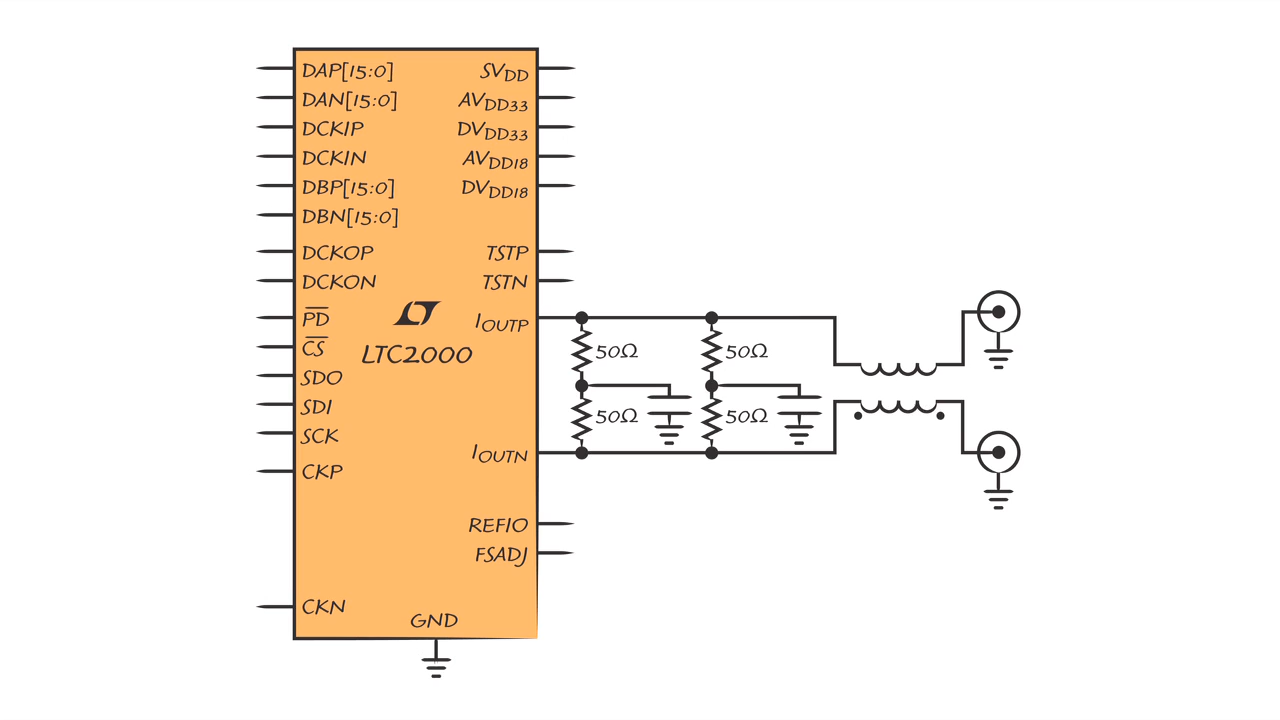 DAP[15:0]
DAN[15:0]
DCKIP
DCKIN
DBP[15:0]
DBN[15:0]
DCKOP
DCKON
PD
CS
SDO
SDI
SCK
CKP
CKN
LTC2000
GND
SVDD
AVDD33
DVDD33
AVDD18
DVDD18
TSTP
TSTN
IOUTP
IOUTN
REFIO
FSADJ
50Ω 50Ω
50Ω 50Ω